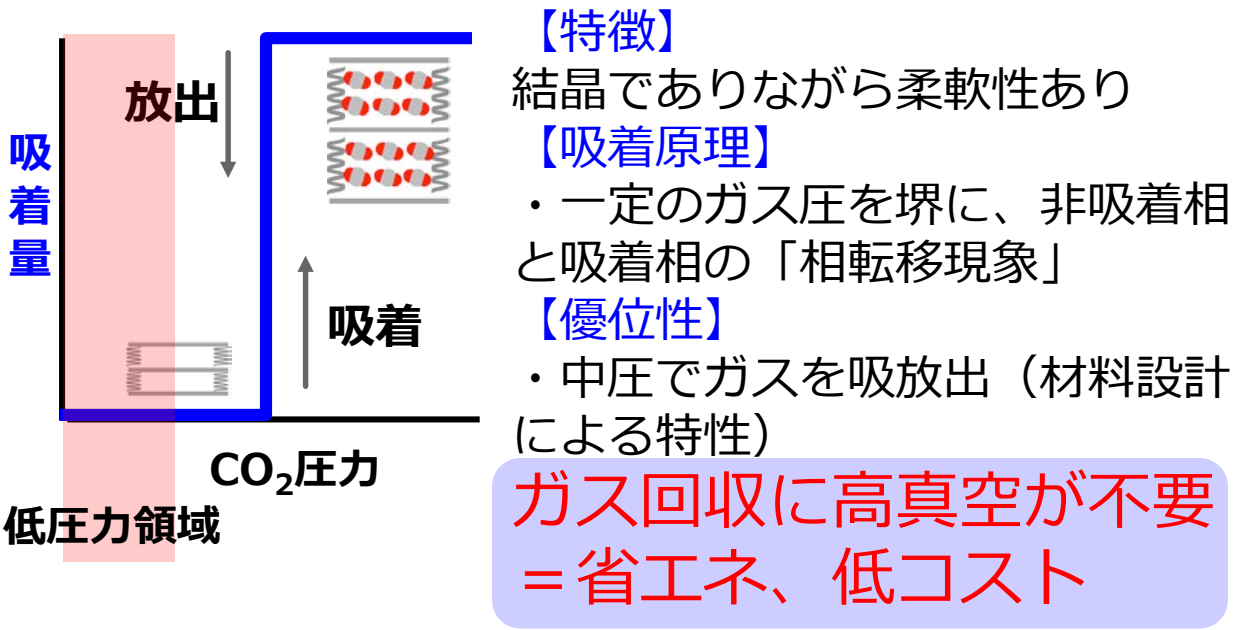 放出
吸着量
吸着
CO₂圧力
低圧力領域
【特徴】
結晶でありながら柔軟性あり
【吸着原理】
・一定のガス圧を堺に、非吸着相
と吸着相の「相転移現象」
【優位性】
・中圧でガスを吸放出（材料設計
による特性）
ガス回収に高真空が不要
＝省エネ、低コスト